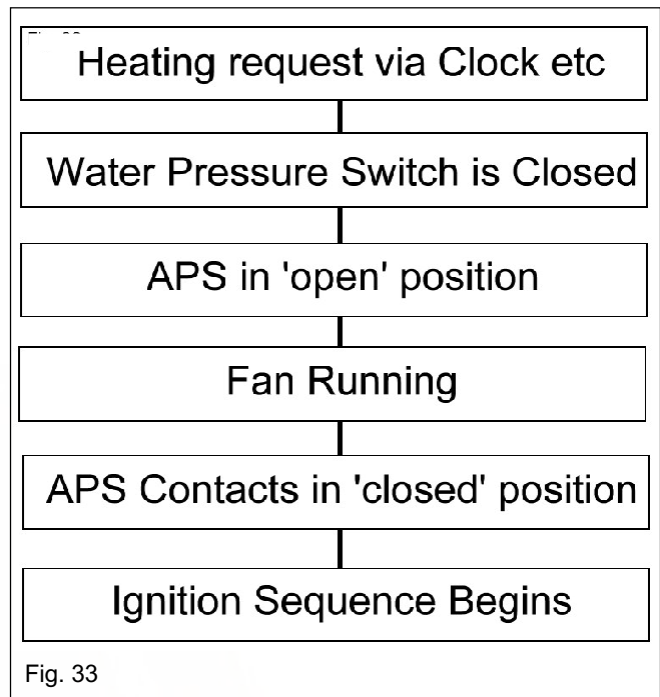 Heating request via Clock etc
Water Pressure Switch is Closed
APS in 'open' position
Fan Running
APS Contacts in 'closed' position
Ignition Sequence Begins
Fig. 33